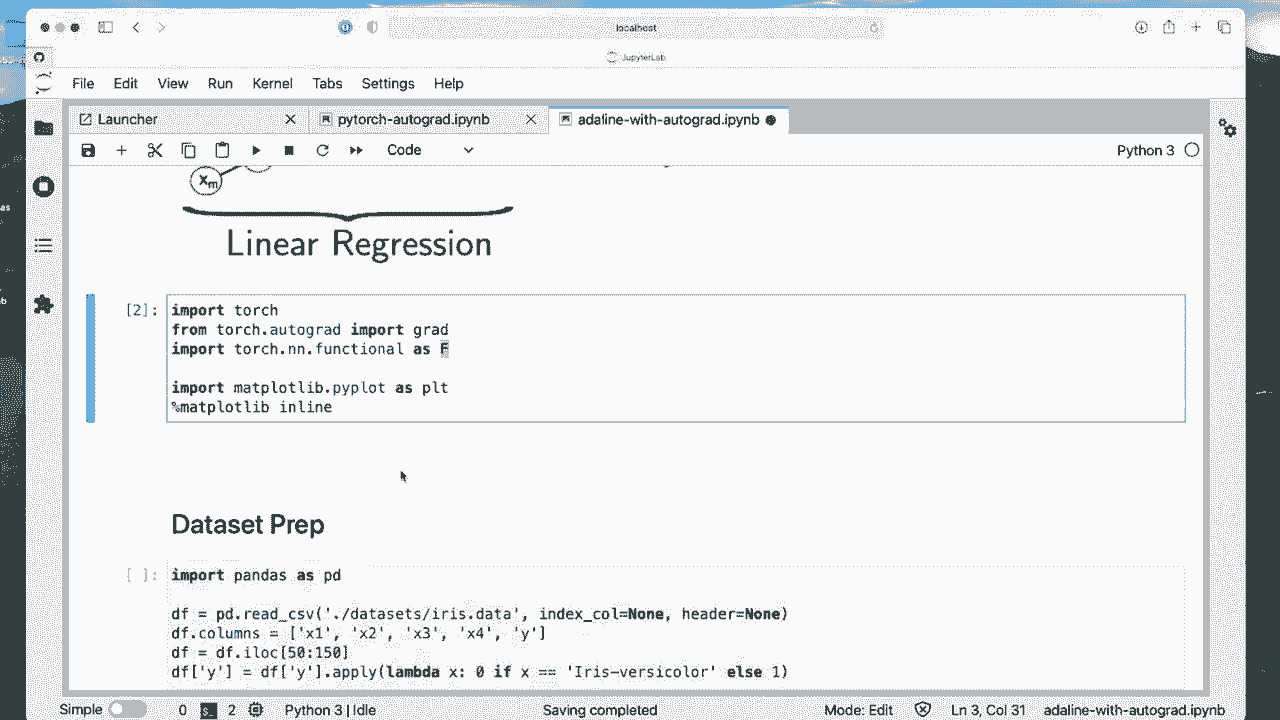 localhost
JupyterLab
File Edit View Run Kernel Tabs Settings Help
Launcher pytorch-autograd.ipynb adaline-with-autograd.ipynb
Code Python 3
xm
Linear Regression
[2]: import torch
from torch.autograd import grad
import torch.nn.functional as F
import matplotlib.pyplot as plt
%matplotlib inline
Dataset Prep
[ ]: import pandas as pd
df = pd.read_csv('./datasets/iris.data', index_col=None, header=None)
df.columns = ['x1', 'x2', 'x3', 'x4', 'y']
df = df.iloc[50:150]
df['y'] = df['y'].apply(lambda x: 0 if x == 'Iris-versicolor' else 1)
Simple 0 $_ 2 Python 3 | Idle Saving completed Mode: Edit Ln 3, Col 31 adaline-with-autograd.ipynb